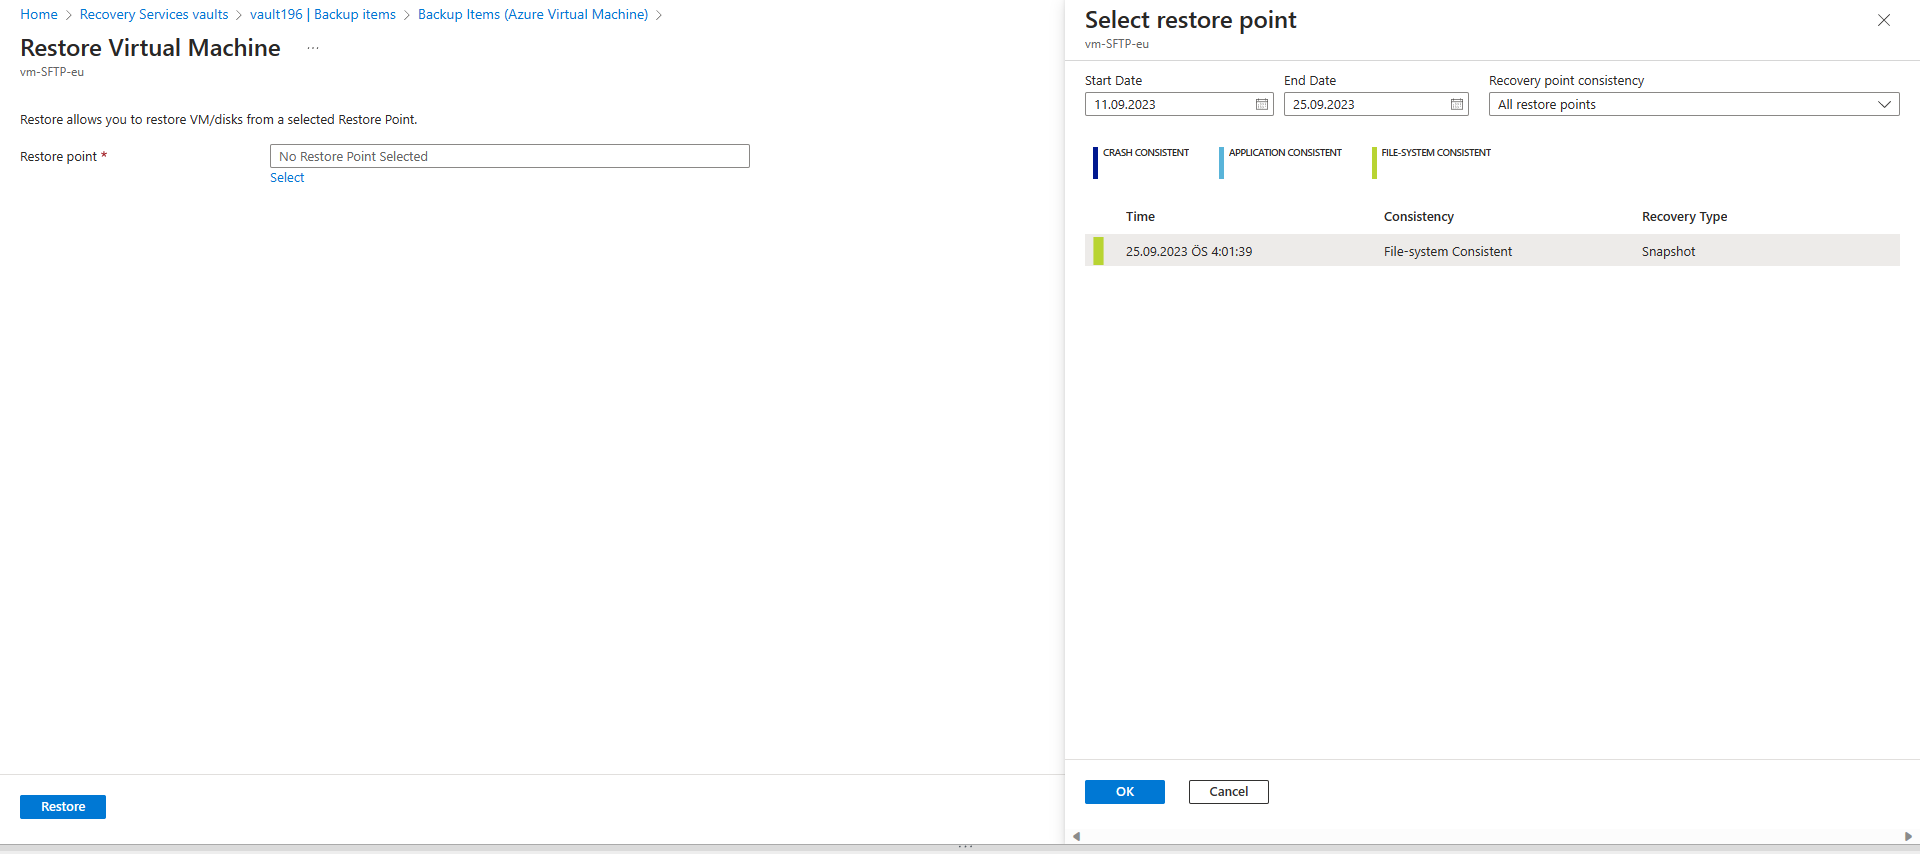 Home > Recovery Services vaults > vault196 | Backup items > Backup Items (Azure Virtual Machine) >
Restore Virtual Machine ...
vm-SFTP-eu
Restore allows you to restore VM/disks from a selected Restore Point.
Restore point * No Restore Point Selected
Select
Restore
Select restore point
vm-SFTP-eu
Start Date End Date Recovery point consistency
11.09.2023 25.09.2023 All restore points
CRASH CONSISTENT APPLICATION CONSISTENT FILE-SYSTEM CONSISTENT
Time Consistency Recovery Type
25.09.2023 ÖS 4:01:39 File-system Consistent Snapshot
OK Cancel